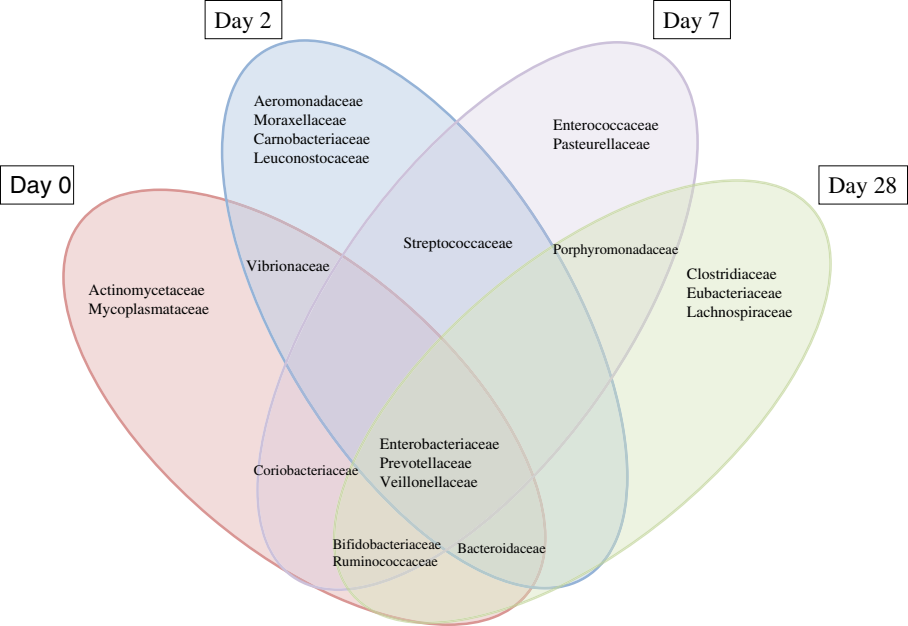 Day 2
Day 7
Day 0
Day 28
Aeromonadaceae
Moraxellaceae
Carnobacteriaceae
Leuconostocaceae
Enterococcaceae
Pasteurellaceae
Streptococcaceae
Porphyromonadaceae
Vibrionaceae
Clostridiaceae
Eubacteriaceae
Lachnospiraceae
Actinomycetaceae
Mycoplasmataceae
Enterobacteriaceae
Prevotellaceae
Veillonellaceae
Coriobacteriaceae
Bifidobacteriaceae
Ruminococcaceae
Bacteroidaceae